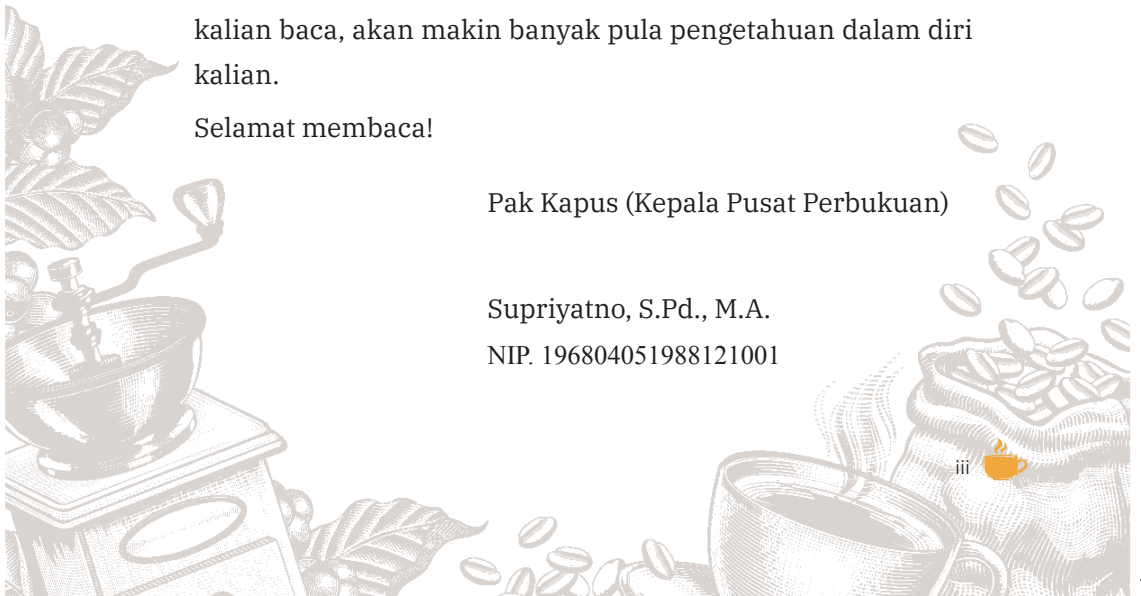 kalian baca, akan makin banyak pula pengetahuan dalam diri
kalian.
Selamat membaca!
Pak Kapus (Kepala Pusat Perbukuan)
Supriyatno, S.Pd., M.A.
NIP. 196804051988121001
iii